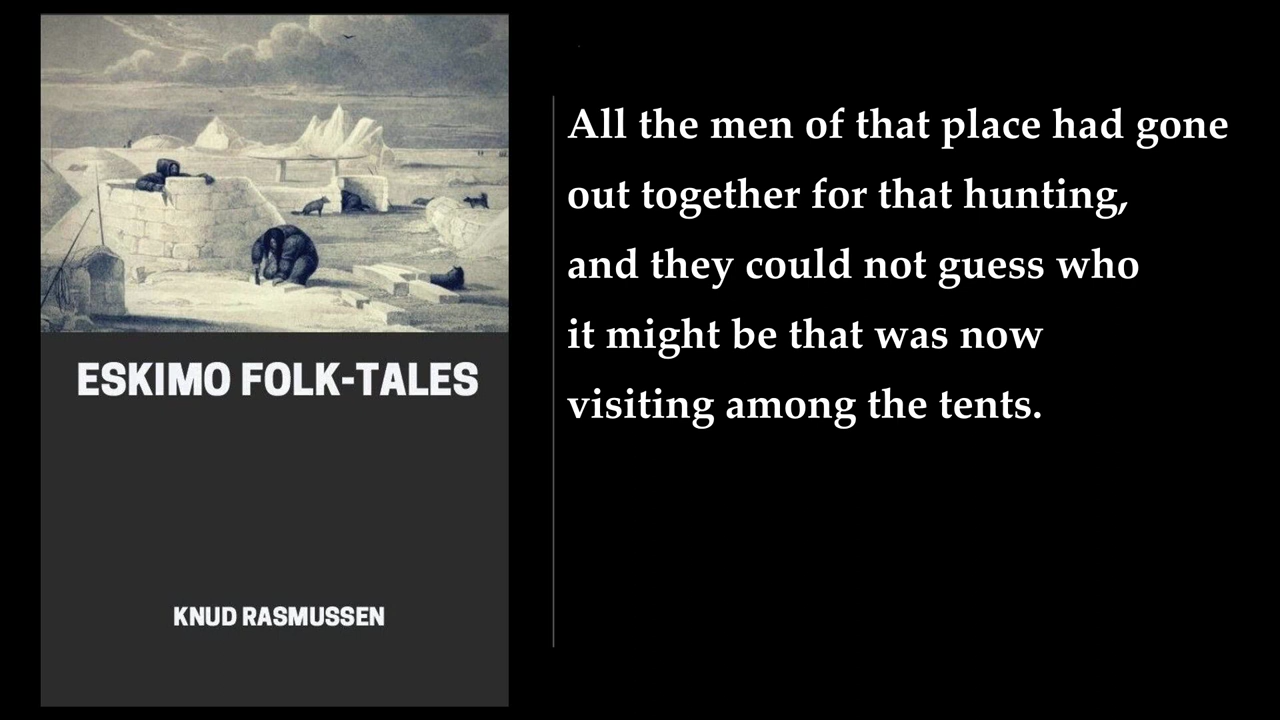 ESKIMO FOLK-TALES
KNUD RASMUSSEN
All the men of that place had gone
out together for that hunting,
and they could not guess who
it might be that was now
visiting among the tents.